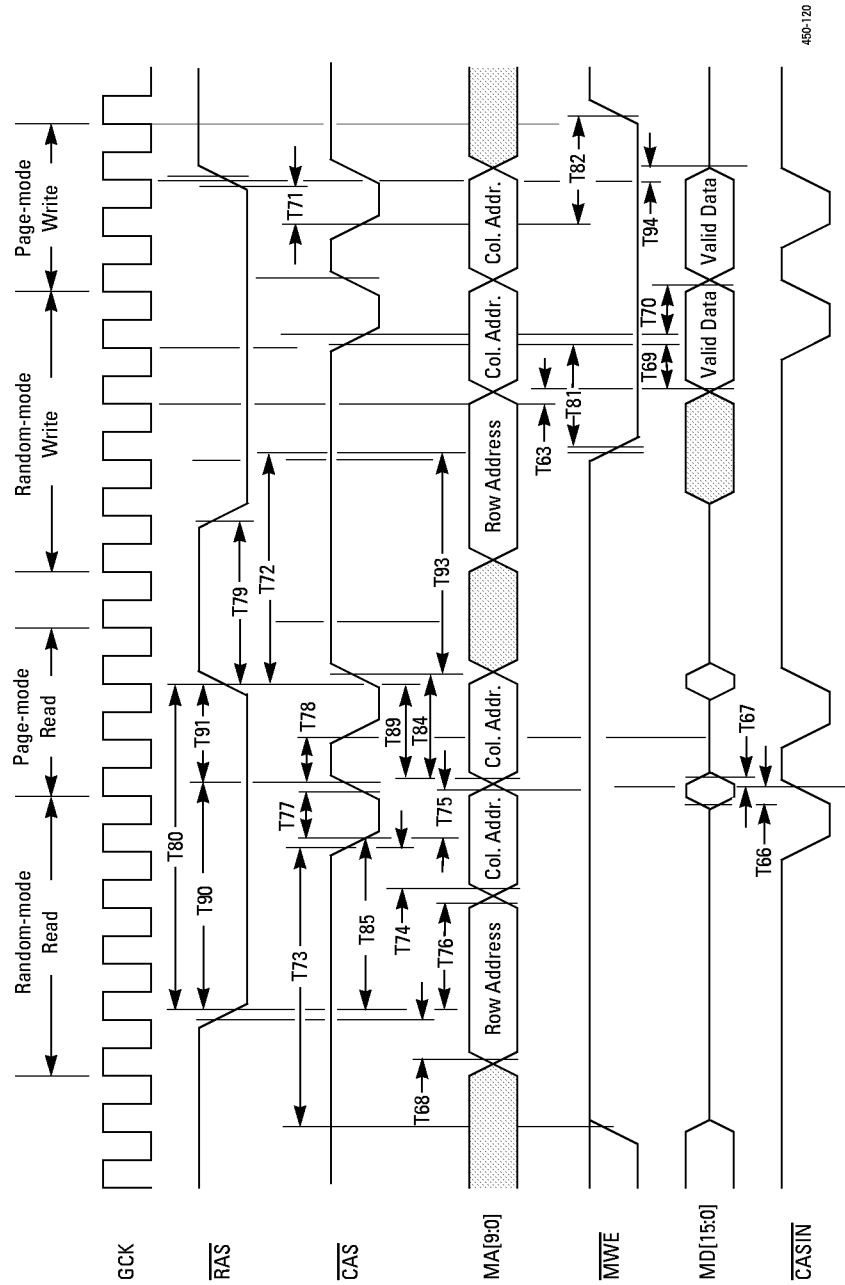 Random-mode
Read
Page-mode
Read
Random-mode
Write
Page-mode
Write
GCK
RAS
T80
T90
T91
T79
T72
T71
CAS
T73
T77
T78
T85
T74
T89
T84
T76
T75
T93
T68
MA[9:0]
Row Address
Col. Addr.
Col. Addr.
Row Address
Col. Addr.
Col. Addr.
T63
T81
T82
MWE
T69
T70
T94
MD[15:0]
Valid Data
Valid Data
T67
T66
CASIN
450-120